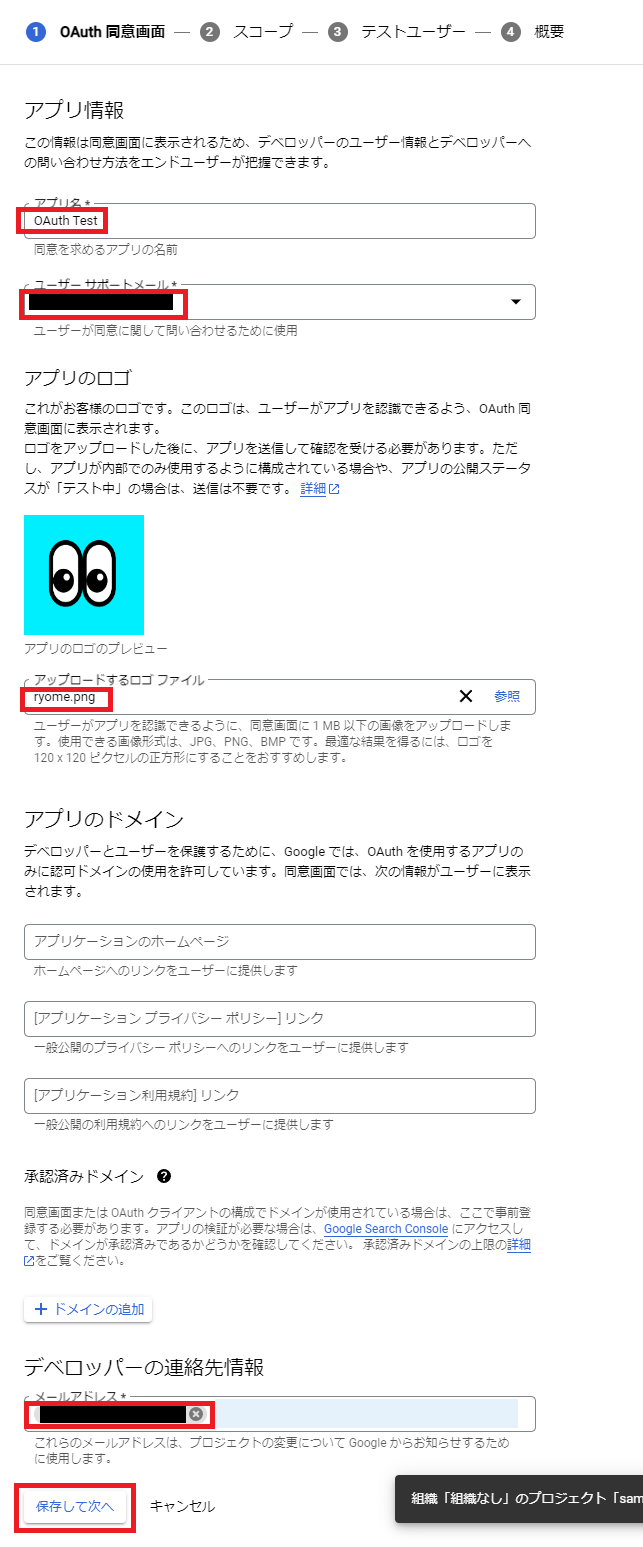 1 OAuth 同意画面 — 2 スコープ — 3 テストユーザー — 4 概要
アプリ情報
この情報は同意画面に表示されるため、デベロッパーのユーザー情報とデベロッパーへ
の問い合わせ方法をエンドユーザーが把握できます。
アプリ名 *
OAuth Test
同意を求めるアプリの名前
ユーザー サポートメール *
ユーザーが同意に関して問い合わせるために使用
アプリのロゴ
これがお客様のロゴです。このロゴは、ユーザーがアプリを認識できるよう、OAuth 同
意画面に表示されます。
ロゴをアップロードした後に、アプリを送信して確認を受ける必要があります。ただ
し、アプリが内部でのみ使用するように構成されている場合や、アプリの公開ステータ
スが「テスト中」の場合は、送信は不要です。 詳細
アプリのロゴのプレビュー
アップロードするロゴ ファイル
ryome.png 参照
ユーザーがアプリを認識できるように、同意画面に 1 MB 以下の画像をアップロードしま
す。使用できる画像形式は、JPG、PNG、BMP です。最適な結果を得るには、ロゴを
120 x 120 ピクセルの正方形にすることをおすすめします。
アプリのドメイン
デベロッパーとユーザーを保護するために、Google では、OAuth を使用するアプリの
みに認可ドメインの使用を許可しています。同意画面では、次の情報がユーザーに表示
されます。
アプリケーションのホームページ
ホームページへのリンクをユーザーに提供します
[アプリケーション プライバシー ポリシー] リンク
一般公開のプライバシー ポリシーへのリンクをユーザーに提供します
[アプリケーション利用規約] リンク
一般公開の利用規約へのリンクをユーザーに提供します
承認済みドメイン ?
同意画面または OAuth クライアントの構成でドメインが使用されている場合は、ここで事前登
録する必要があります。アプリの検証が必要な場合は、Google Search Console にアクセスし
て、ドメインが承認済みであるかどうかを確認してください。 承認済みドメインの上限の詳細
をご覧ください。
+ ドメインの追加
デベロッパーの連絡先情報
メールアドレス *
これらのメールアドレスは、プロジェクトの変更について Google からお知らせするため
に使用します。
保存して次へ キャンセル
組織「組織なし」のプロジェクト「sam